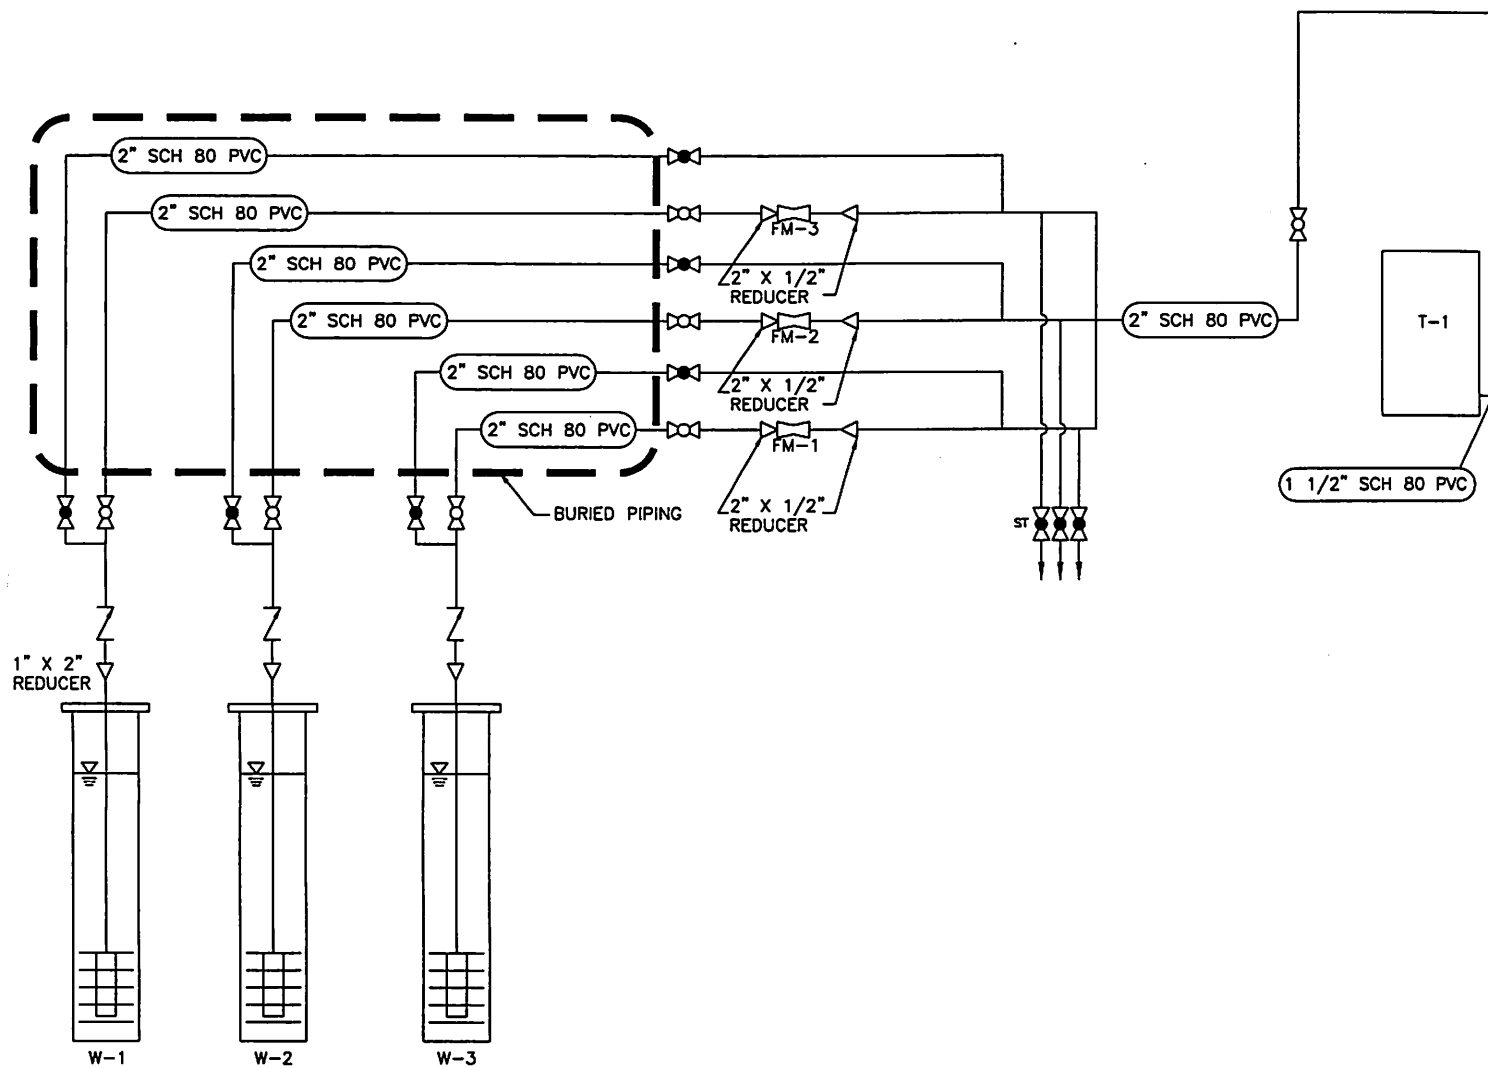 2" SCH 80 PVC
2" SCH 80 PVC
FM-3
2" SCH 80 PVC
2" X 1/2"
REDUCER
2" SCH 80 PVC
2" SCH 80 PVC
T-1
FM-2
2" SCH 80 PVC
2" X 1/2"
REDUCER
2" SCH 80 PVC
FM-1
1 1/2" SCH 80 PVC
2" X 1/2"
REDUCER
BURIED PIPING
ST
1" X 2"
REDUCER
W-1
W-2
W-3